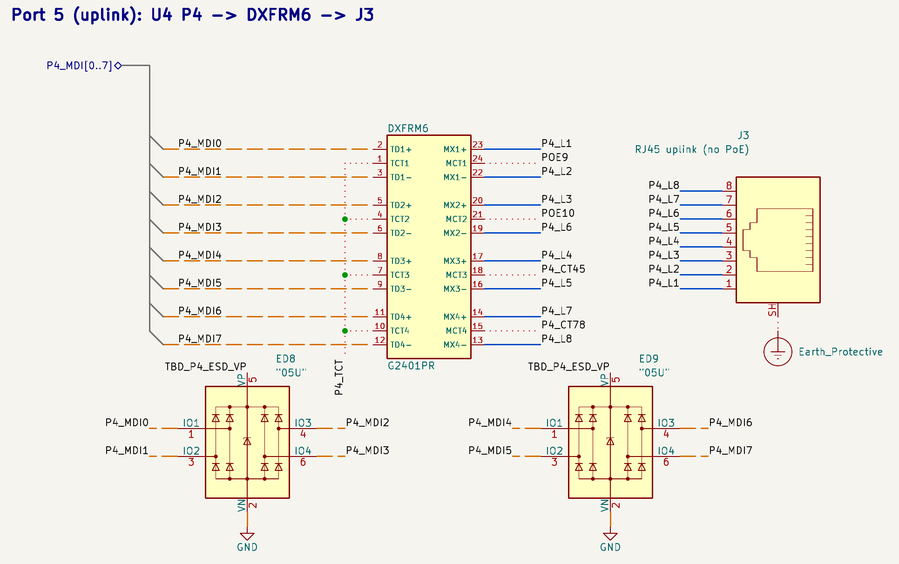 Port 5 (uplink): U4 P4 -> DXFRM6 -> J3
P4_MDI[0..7]
DXFRM6
P4_MDI0 2 TD1+ MX1+ 23 P4_L1
1 TCT1 MCT1 24 POE9
P4_MDI1 3 TD1- MX1- 22 P4_L2
P4_MDI2 5 TD2+ MX2+ 20 P4_L3
4 TCT2 MCT2 21 POE10
P4_MDI3 6 TD2- MX2- 19 P4_L6
P4_MDI4 8 TD3+ MX3+ 17 P4_L4
7 TCT3 MCT3 18 P4_CT45
P4_MDI5 9 TD3- MX3- 16 P4_L5
P4_MDI6 11 TD4+ MX4+ 14 P4_L7
10 TCT4 MCT4 15 P4_CT78
P4_MDI7 12 TD4- MX4- 13 P4_L8
G2401PR
P4_TCT
J3
RJ45 uplink (no PoE)
P4_L8 8
P4_L7 7
P4_L6 6
P4_L5 5
P4_L4 4
P4_L3 3
P4_L2 2
P4_L1 1
SH
Earth_Protective
TBD_P4_ESD_VP
ED8
"05U"
VP 5
P4_MDI0 1 IO1 IO3 4 P4_MDI2
P4_MDI1 3 IO2 IO4 6 P4_MDI3
VN 2
GND
TBD_P4_ESD_VP
ED9
"05U"
VP 5
P4_MDI4 1 IO1 IO3 4 P4_MDI6
P4_MDI5 3 IO2 IO4 6 P4_MDI7
VN 2
GND